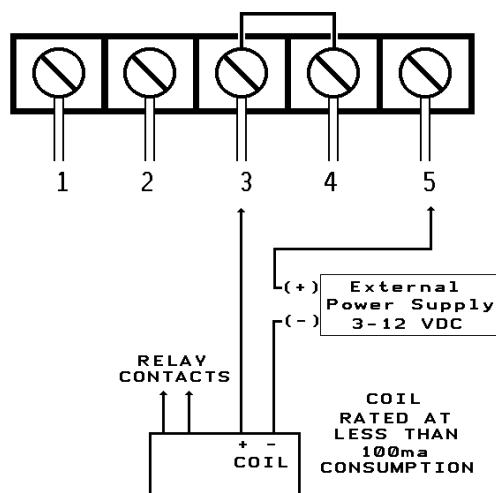 1 2 3 4 5
(+) External
Power Supply
(-) 3-12 VDC
RELAY
CONTACTS
+ -
COIL
COIL
RATED AT
LESS THAN
100ma
CONSUMPTION